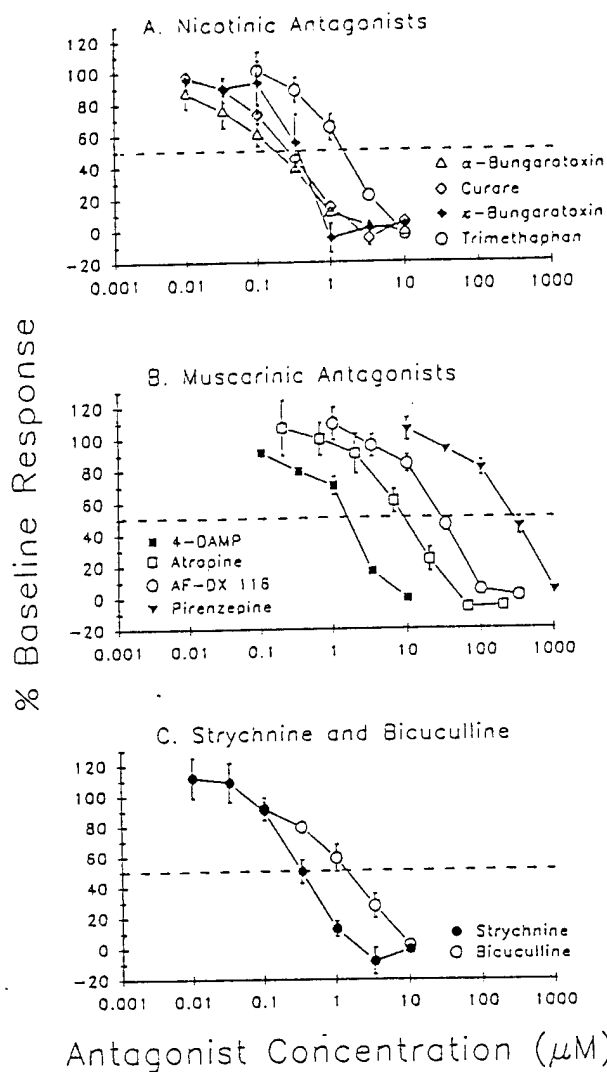 A. Nicotinic Antagonists
120
100
80
60
40
20
0
-20
0.001 0.01 0.1 1 10 100 1000
α-Bungarotoxin
Curare
κ-Bungarotoxin
Trimethaphan
% Baseline Response
B. Muscarinic Antagonists
120
100
80
60
40
20
0
-20
0.001 0.01 0.1 1 10 100 1000
4-DAMP
Atropine
AF-DX 116
Pirenzepine
C. Strychnine and Bicuculline
120
100
80
60
40
20
0
-20
0.001 0.01 0.1 1 10 100 1000
Strychnine
Bicuculline
Antagonist Concentration (μM)